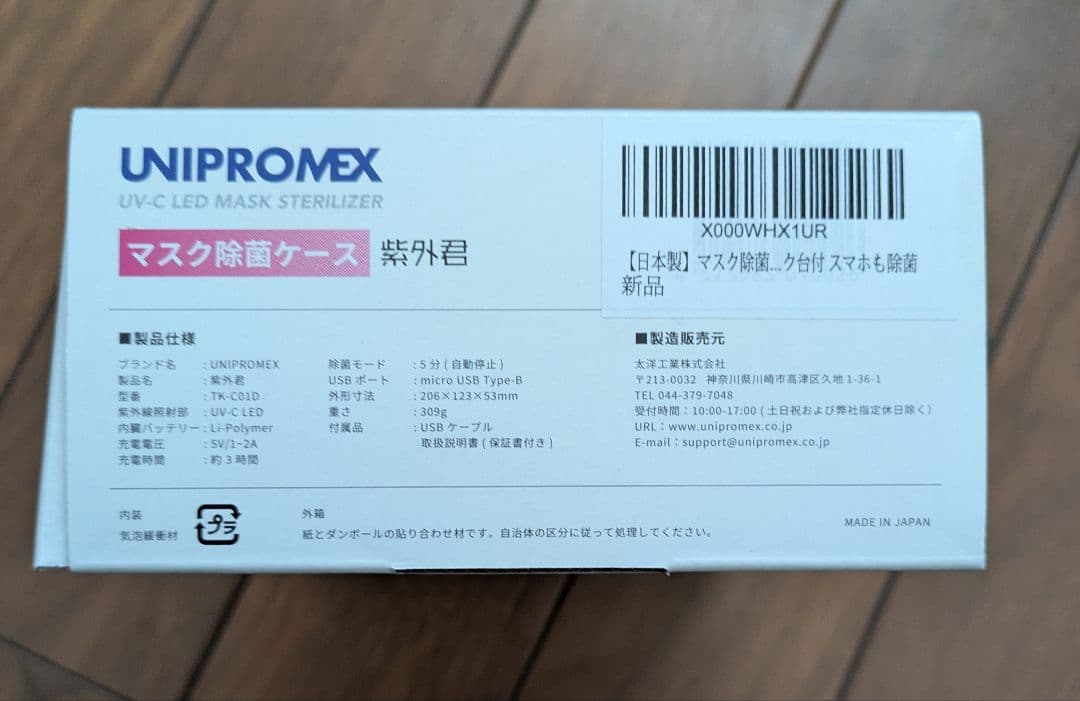 UNIPROMEX
UV-C LED MASK STERILIZER
マスク除菌ケース 紫外君
X000WHX1UR
【日本製】マスク除菌...ク台付 スマホも除菌
新品
■製品仕様
ブランド名 : UNIPROMEX
製品名 : 紫外君
型番 : TK-C01D
紫外線照射部 : UV-C LED
内臓バッテリー : Li-Polymer
充電電圧 : 5V/1~2A
充電時間 : 約3時間
除菌モード : 5分(自動停止)
USBポート : micro USB Type-B
外形寸法 : 206×123×53mm
重さ : 309g
付属品 : USBケーブル
取扱説明書(保証書付き)
■製造販売元
太洋工業株式会社
〒213-0032 神奈川県川崎市高津区久地1-36-1
TEL 044-379-7048
受付時間:10:00-17:00(土日祝および弊社指定休日除く)
URL:www.unipromex.co.jp
E-mail:support@unipromex.co.jp
内装
気泡緩衝材
プラ
外箱
紙とダンボールの貼り合わせ材です。自治体の区分に従って処理してください。
MADE IN JAPAN